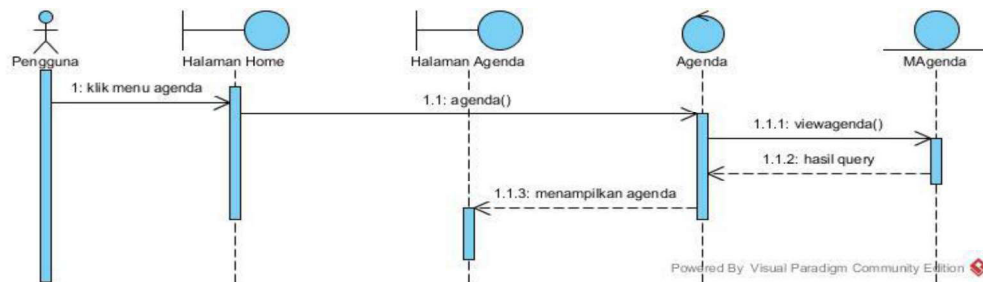 Pengguna
Halaman Home
Halaman Agenda
Agenda
MAgenda
1: klik menu agenda
1.1: agenda()
1.1.1: viewagenda()
1.1.2: hasil query
1.1.3: menampilkan agenda
Powered By Visual Paradigm Community Edition